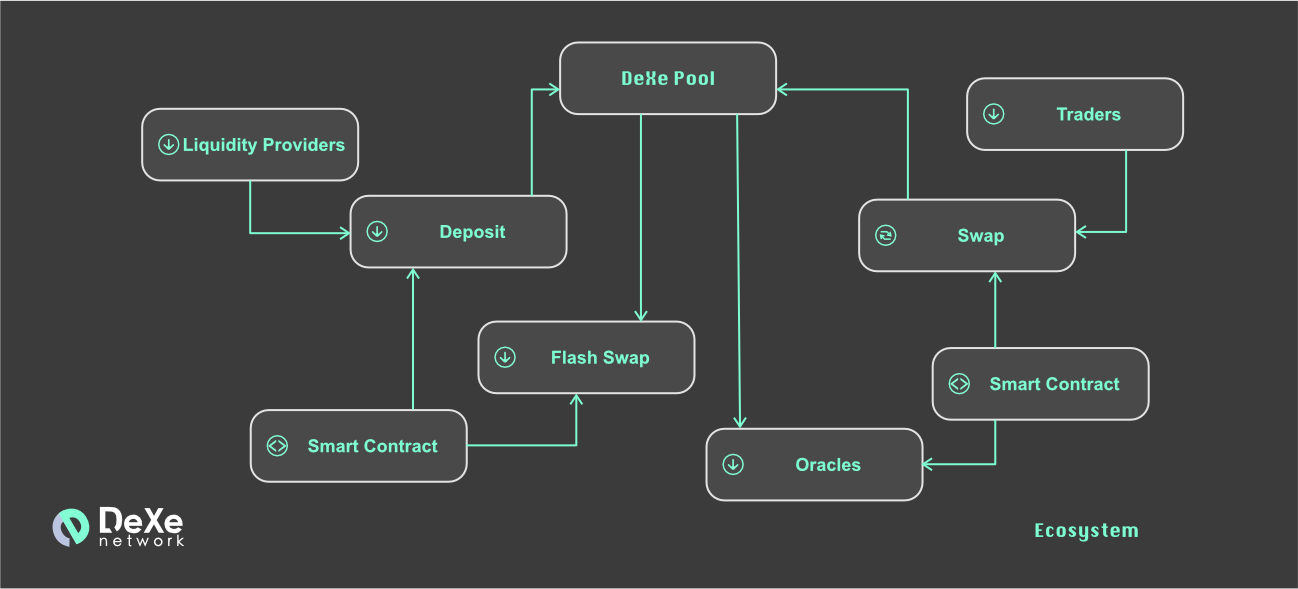 DeXe Pool
Traders
Liquidity Providers
Deposit
Swap
Flash Swap
Smart Contract
Smart Contract
Oracles
DeXe
network
Ecosystem